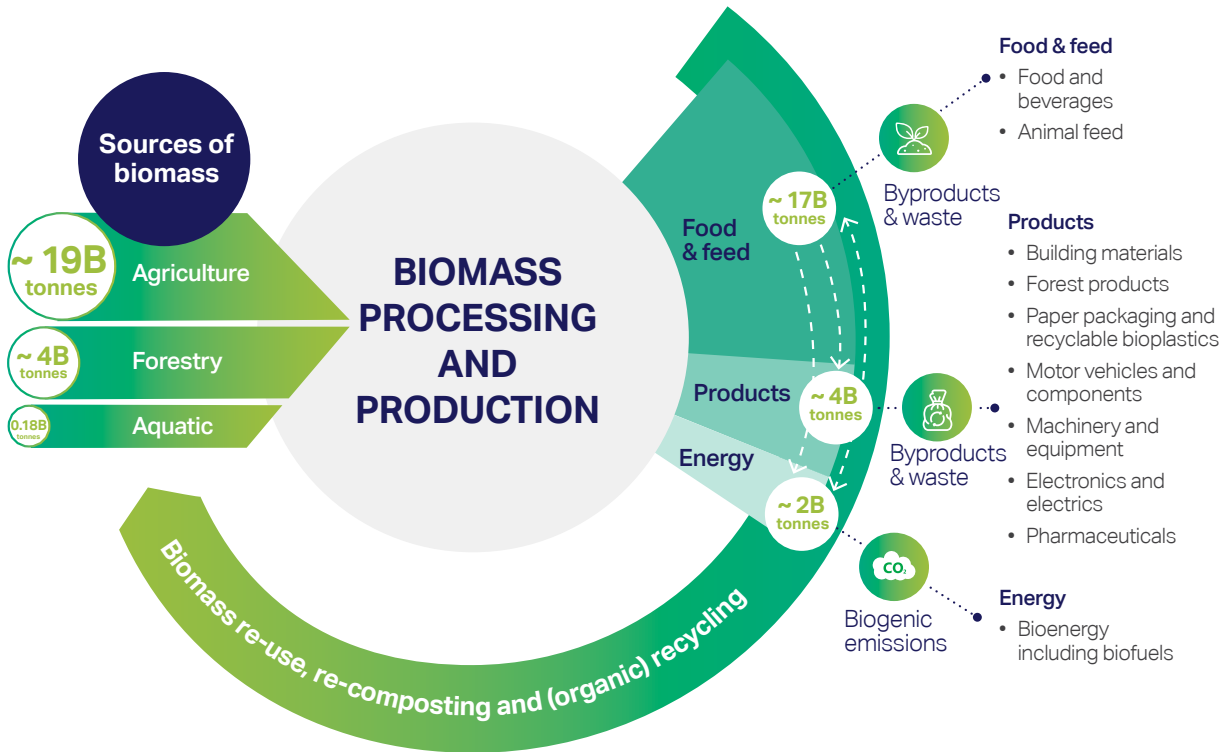 Sources of
biomass
~ 19B
tonnes
Agriculture
~ 4B
tonnes
Forestry
0.18B
tonnes
Aquatic
BIOMASS
PROCESSING
AND
PRODUCTION
Food
& feed
~ 17B
tonnes
Products
~ 4B
tonnes
Energy
~ 2B
tonnes
Byproducts
& waste
Byproducts
& waste
CO₂
Biogenic
emissions
Food & feed
• Food and
beverages
• Animal feed
Products
• Building materials
• Forest products
• Paper packaging and
recyclable bioplastics
• Motor vehicles and
components
• Machinery and
equipment
• Electronics and
electrics
• Pharmaceuticals
Energy
• Bioenergy
including biofuels
Biomass re-use, re-composting and (organic) recycling